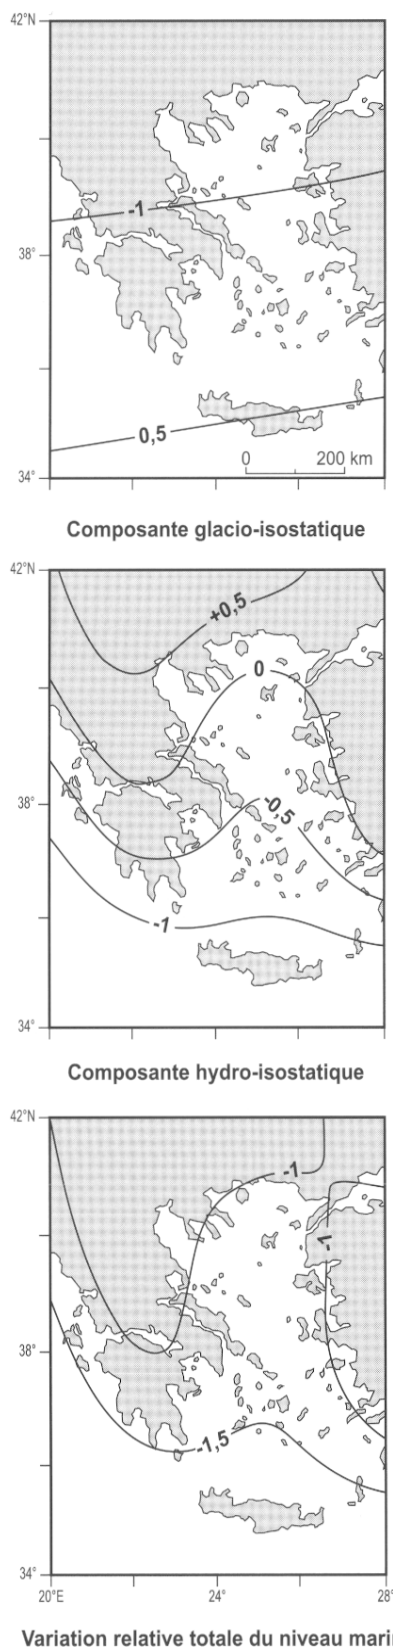 42°N
-1
38°
0,5
0 200 km
34°
Composante glacio-isostatique
42°N
+0,5
0
-0,5
38°
-1
34°
Composante hydro-isostatique
42°N
-1
-1
38°
-1,5
34°
20°E 24° 28°
Variation relative totale du niveau mari